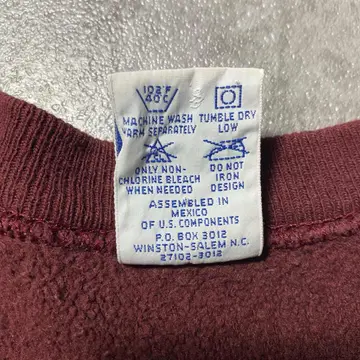 102°F
40°C
MACHINE WASH
WARM SEPARATELY
TUMBLE DRY
LOW
ONLY NON-
CHLORINE BLEACH
WHEN NEEDED
DO NOT
IRON
DESIGN
ASSEMBLED IN
MEXICO
OF U.S. COMPONENTS
P.O. BOX 3012
WINSTON-SALEM N.C.
27102-3012